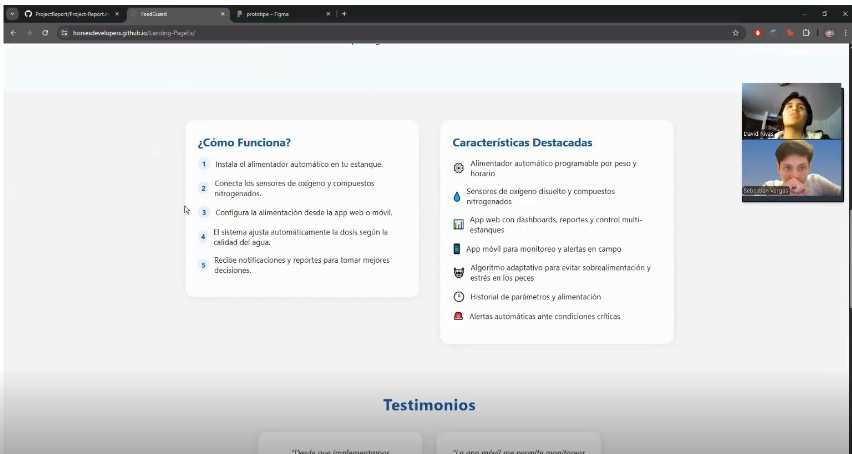 ProjectReport/Project-Report.m
FeedGuard
prototipe – Figma
horsexdevelopers.github.io/Landing-PageEs/
¿Cómo Funciona?
1 Instala el alimentador automático en tu estanque.
2 Conecta los sensores de oxígeno y compuestos
nitrogenados.
3 Configura la alimentación desde la app web o móvil.
4 El sistema ajusta automáticamente la dosis según la
calidad del agua.
5 Recibe notificaciones y reportes para tomar mejores
decisiones.
Características Destacadas
Alimentador automático programable por peso y
horario
Sensores de oxígeno disuelto y compuestos
nitrogenados
App web con dashboards, reportes y control multi-
estanques
App móvil para monitoreo y alertas en campo
Algoritmo adaptativo para evitar sobrealimentación y
estrés en los peces
Historial de parámetros y alimentación
Alertas automáticas ante condiciones críticas
David Rivas
Sebastian Vargas
Testimonios
"Desde que implementamos
"La app móvil me permite monitorear